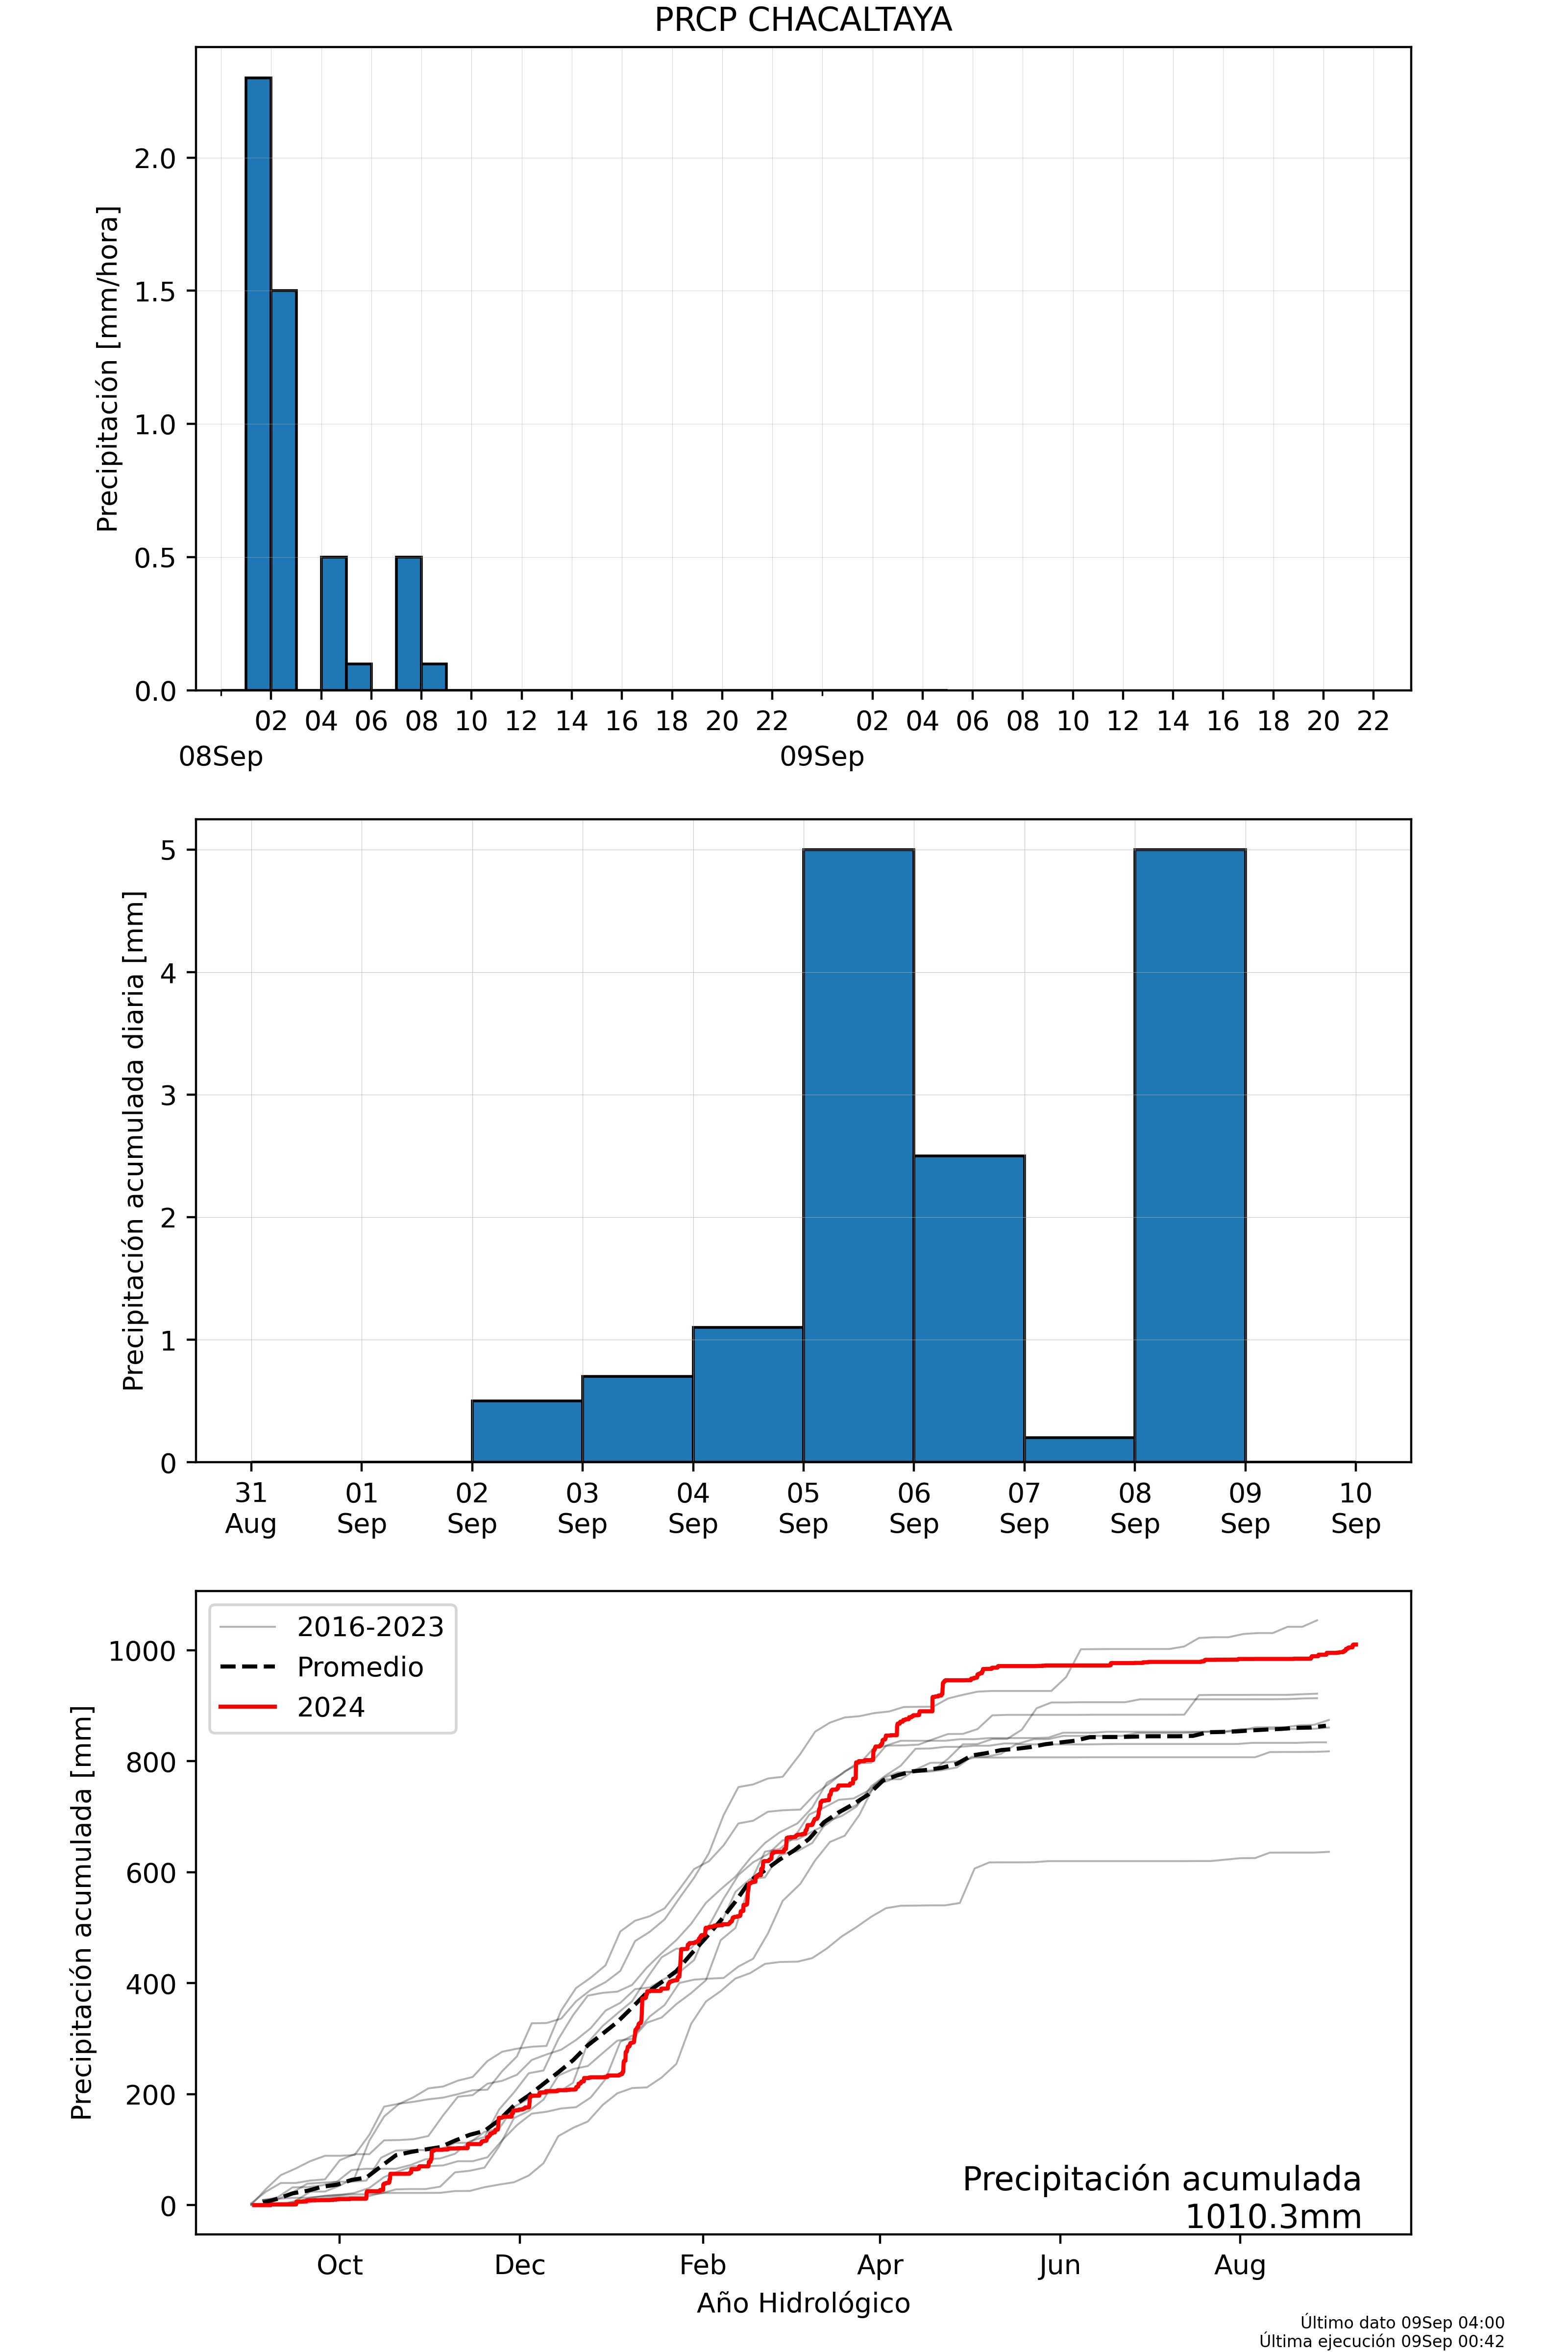 PRCP CHACALTAYA
Precipitación [mm/hora]
2.0
1.5
1.0
0.5
0.0
02 04 06 08 10 12 14 16 18 20 22 02 04 06 08 10 12 14 16 18 20 22
08Sep 09Sep
Precipitación acumulada diaria [mm]
5
4
3
2
1
0
31 01 02 03 04 05 06 07 08 09 10
Aug Sep Sep Sep Sep Sep Sep Sep Sep Sep Sep
Precipitación acumulada [mm]
2016-2023
Promedio
2024
1000
800
600
400
200
0
Precipitación acumulada
1010.3mm
Oct Dec Feb Apr Jun Aug
Año Hidrológico
Último dato 09Sep 04:00
Última ejecución 09Sep 00:42